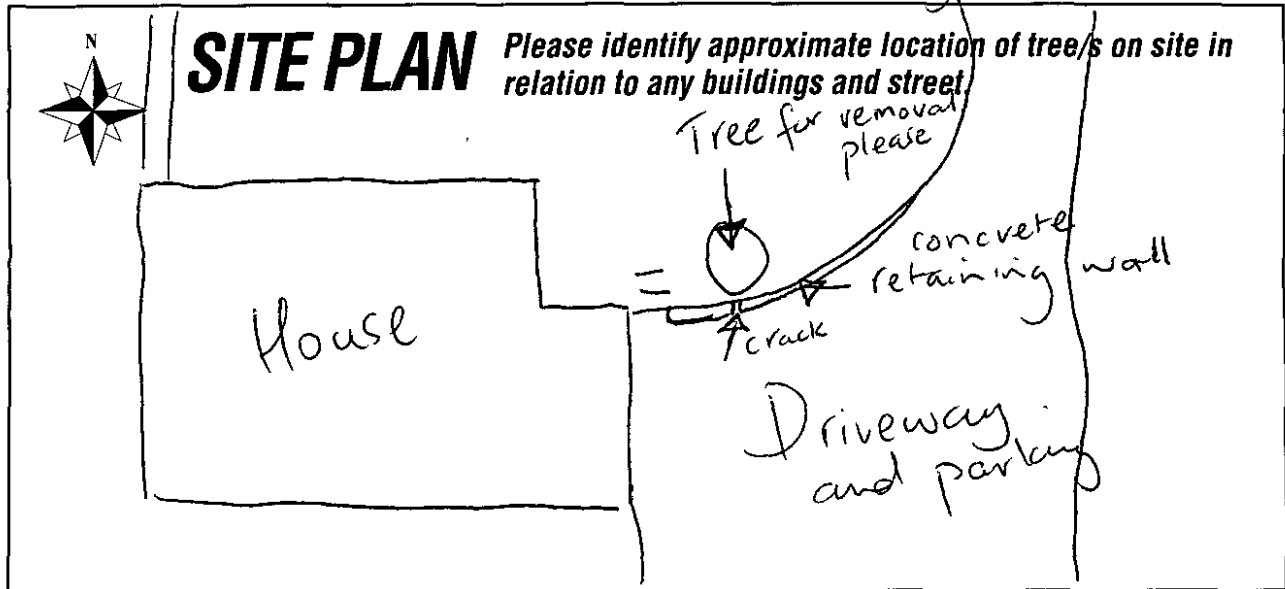 N
SITE PLAN
Please identify approximate location of tree/s on site in
relation to any buildings and street.
Tree for removal
please
concrete
retaining wall
crack
House
Driveway
and parking